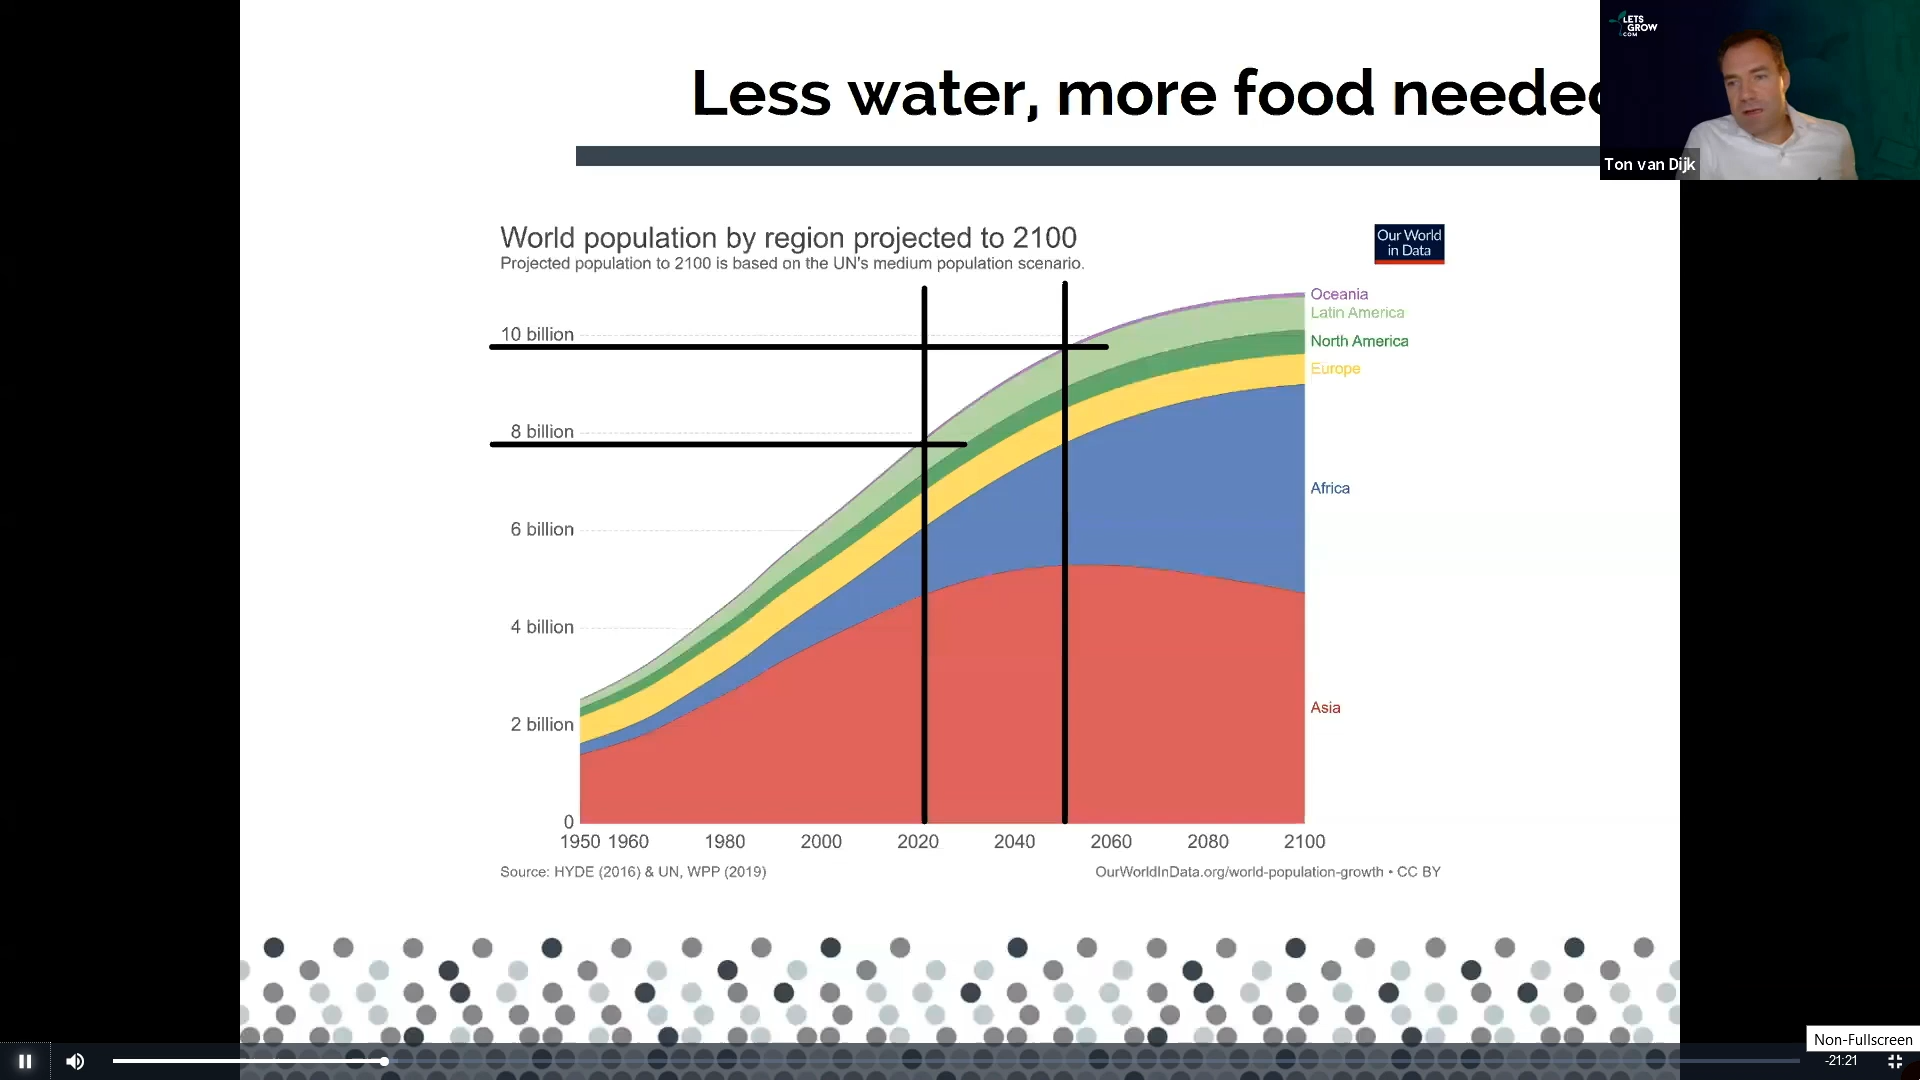 LETS
GROW
.COM
Less water, more food needed
Ton van Dijk
World population by region projected to 2100
Projected population to 2100 is based on the UN's medium population scenario.
Our World
in Data
Oceania
Latin America
10 billion
North America
Europe
8 billion
Africa
6 billion
4 billion
Asia
2 billion
0
1950 1960 1980 2000 2020 2040 2060 2080 2100
Source: HYDE (2016) & UN, WPP (2019)
OurWorldInData.org/world-population-growth • CC BY
Non-Fullscreen
-21:21